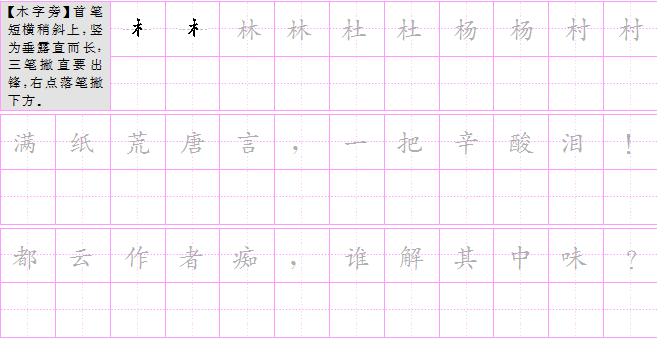 【木字旁】首笔
短横稍斜上，竖
为垂露直而长，
三笔撇直要出
锋，右点落笔撇
下方．
木 木 林 林 杜 杜 杨 杨 村 村
满 纸 荒 唐 言 ， 一 把 辛 酸 泪 ！
都 云 作 者 痴 ， 谁 解 其 中 味 ？